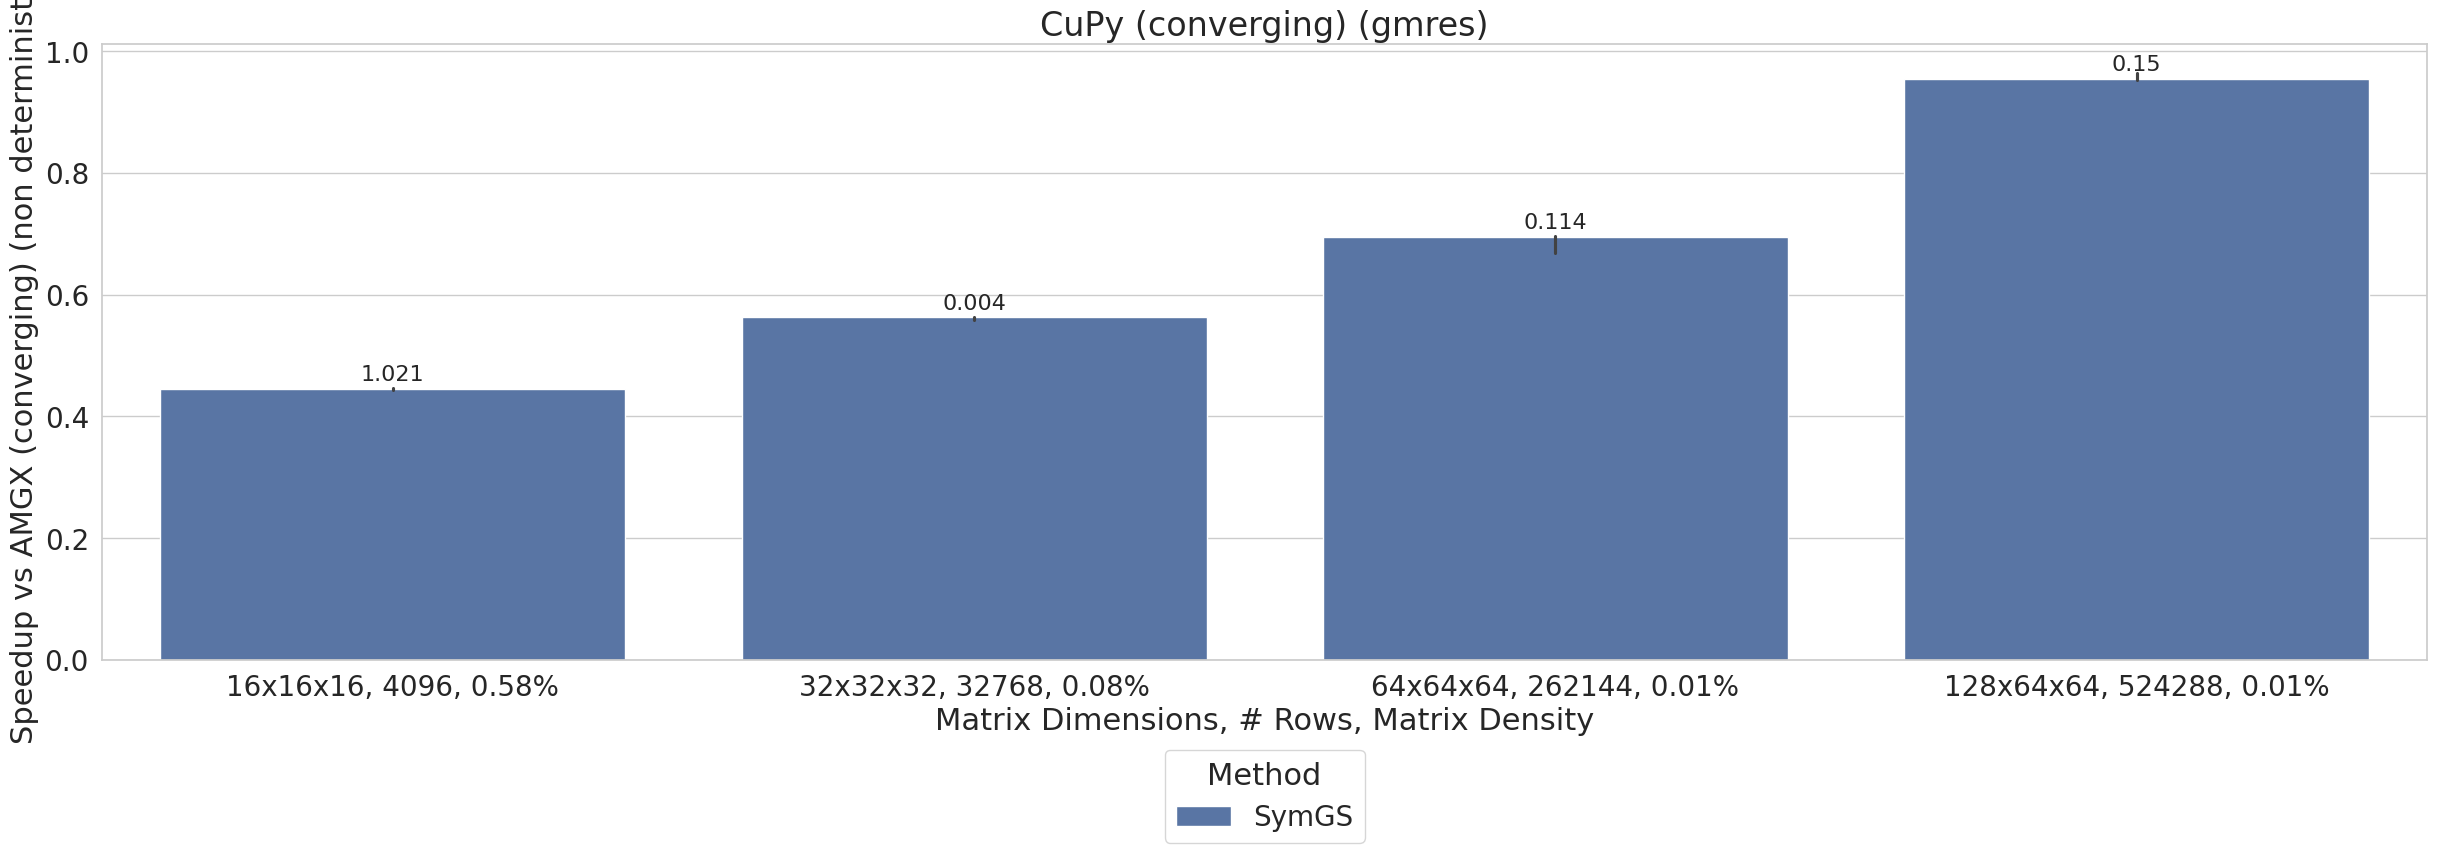 CuPy (converging) (gmres)
Speedup vs AMGX (converging) (non determinist
1.0
0.8
0.6
0.4
0.2
0.0
1.021
0.004
0.114
0.15
16x16x16, 4096, 0.58%
32x32x32, 32768, 0.08%
64x64x64, 262144, 0.01%
128x64x64, 524288, 0.01%
Matrix Dimensions, # Rows, Matrix Density
Method
SymGS